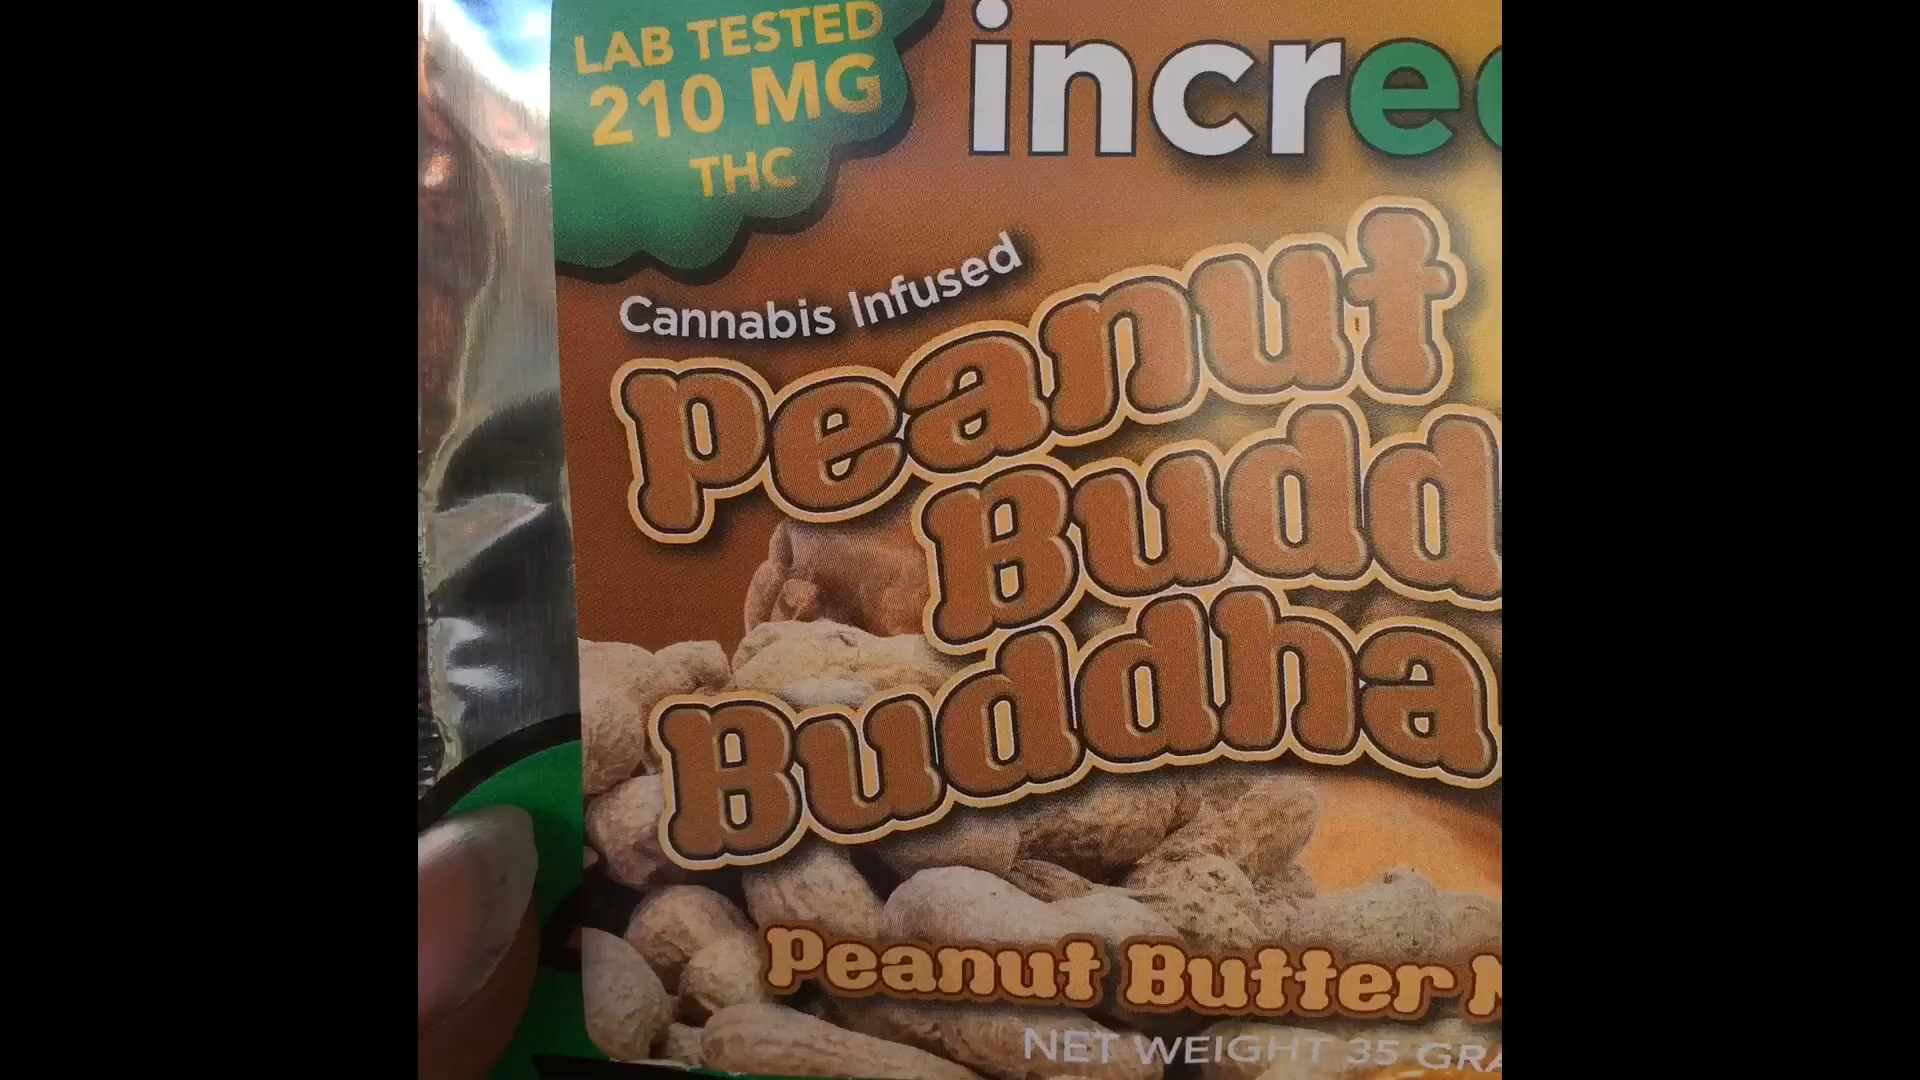 LAB TESTED
210 MG
THC
incre
Cannabis Infused
Peanut
Budd
Buddha
Peanut Butter
NET WEIGHT 35 GRA